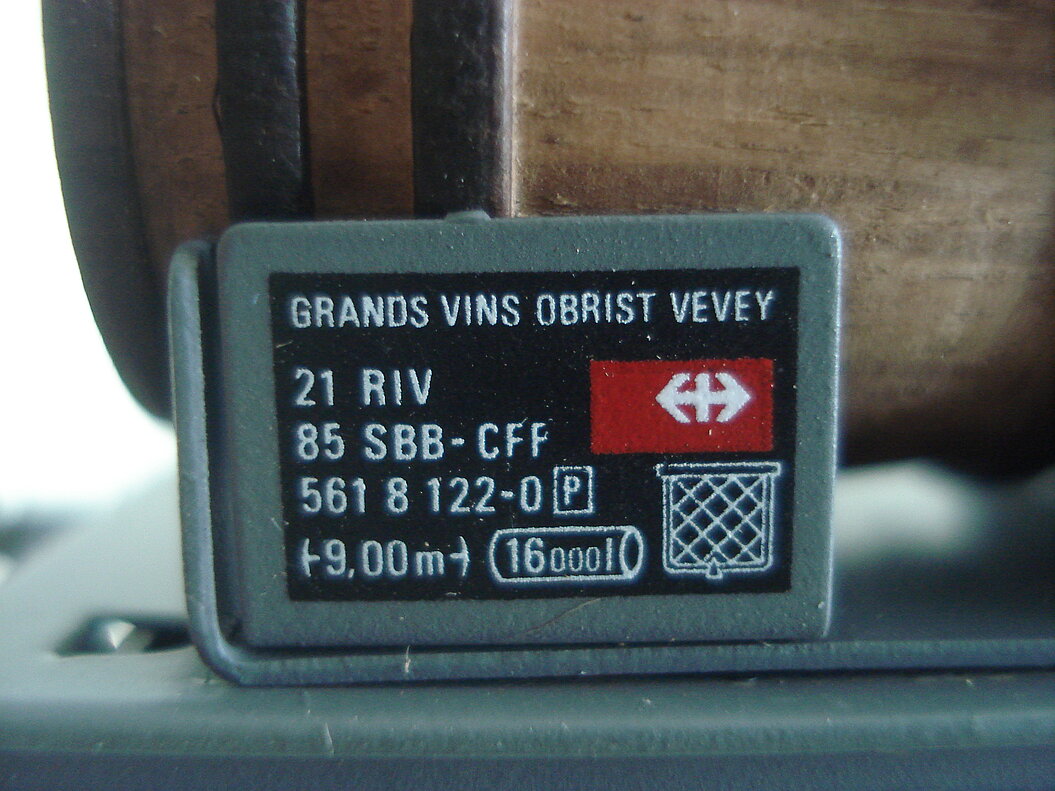 GRANDS VINS OBRIST VEVEY
21 RIV
85 SBB-CFF
561 8 122-0 P
9,00m 16000l